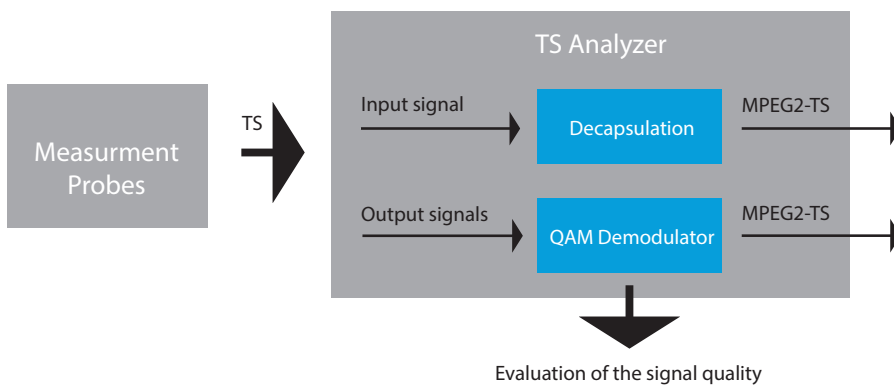 TS Analyzer
Measurment
Probes
TS
Input signal
Decapsulation
MPEG2-TS
Output signals
QAM Demodulator
MPEG2-TS
Evaluation of the signal quality